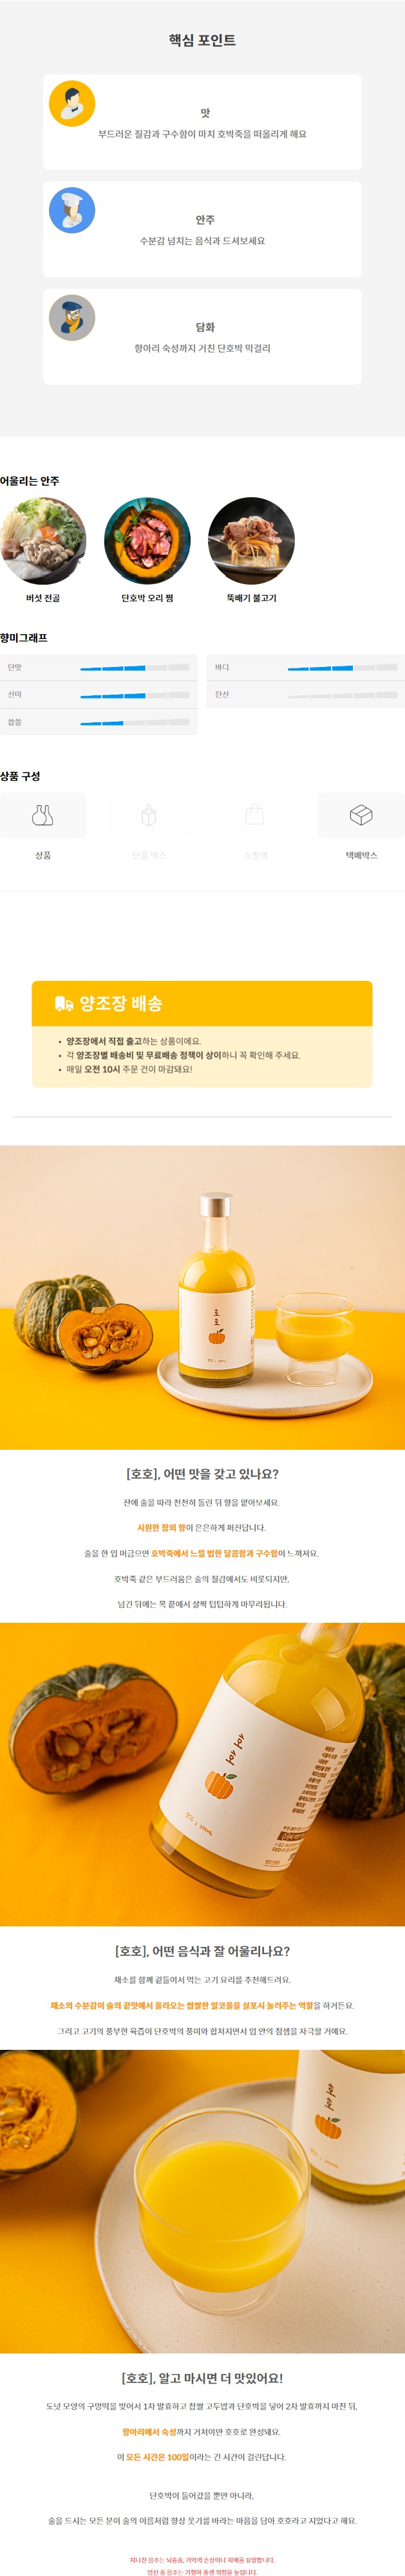 핵심 포인트
맛
부드러운 질감과 구수함이 마치 호박죽을 떠올리게 해요
안주
수분감 넘치는 음식과 드셔보세요
담화
항아리 숙성까지 거친 단호박 막걸리
어울리는 안주
버섯 전골
단호박 오리 찜
뚝배기 불고기
향미그래프
단맛
바디
산미
탄산
씁쓸
상품 구성
상품
단품 박스
쇼핑백
택배박스
양조장 배송
• 양조장에서 직접 출고하는 상품이에요.
• 각 양조장별 배송비 및 무료배송 정책이 상이하니 꼭 확인해 주세요.
• 매일 오전 10시 주문 건이 마감돼요!
호호
[호호], 어떤 맛을 갖고 있나요?
잔에 술을 따라 천천히 돌린 뒤 향을 맡아보세요.
시원한 참외 향이 은은하게 퍼진답니다.
술을 한 입 머금으면 호박죽에서 느낄 법한 달콤함과 구수함이 느껴져요.
호박죽 같은 부드러움은 술의 질감에서도 비롯되지만,
넘긴 뒤에는 목 끝에서 살짝 텁텁하게 마무리됩니다.
호호
[호호], 어떤 음식과 잘 어울리나요?
채소를 함께 곁들여서 먹는 고기 요리를 추천해드려요.
채소의 수분감이 술의 끝맛에서 올라오는 씁쌀한 알코올을 살포시 눌러주는 역할을 하거든요.
그리고 고기의 풍부한 육즙이 단호박의 풍미와 합쳐지면서 입 안의 침샘을 자극할 거예요.
호호
[호호], 알고 마시면 더 맛있어요!
도넛 모양의 구멍떡을 빚어서 1차 발효하고 찹쌀 고두밥과 단호박을 넣어 2차 발효까지 마친 뒤,
항아리에서 숙성까지 거쳐야만 호호로 완성돼요.
이 모든 시간은 100일이라는 긴 시간이 걸린답니다.
단호박이 들어갔을 뿐만 아니라,
술을 드시는 모든 분이 술의 이름처럼 항상 웃기를 바라는 마음을 담아 호호라고 지었다고 해요.
지나친 음주는 뇌졸중, 기억력 손상이나 치매를 유발합니다.
임신 중 음주는 기형아 출생 위험을 높입니다.